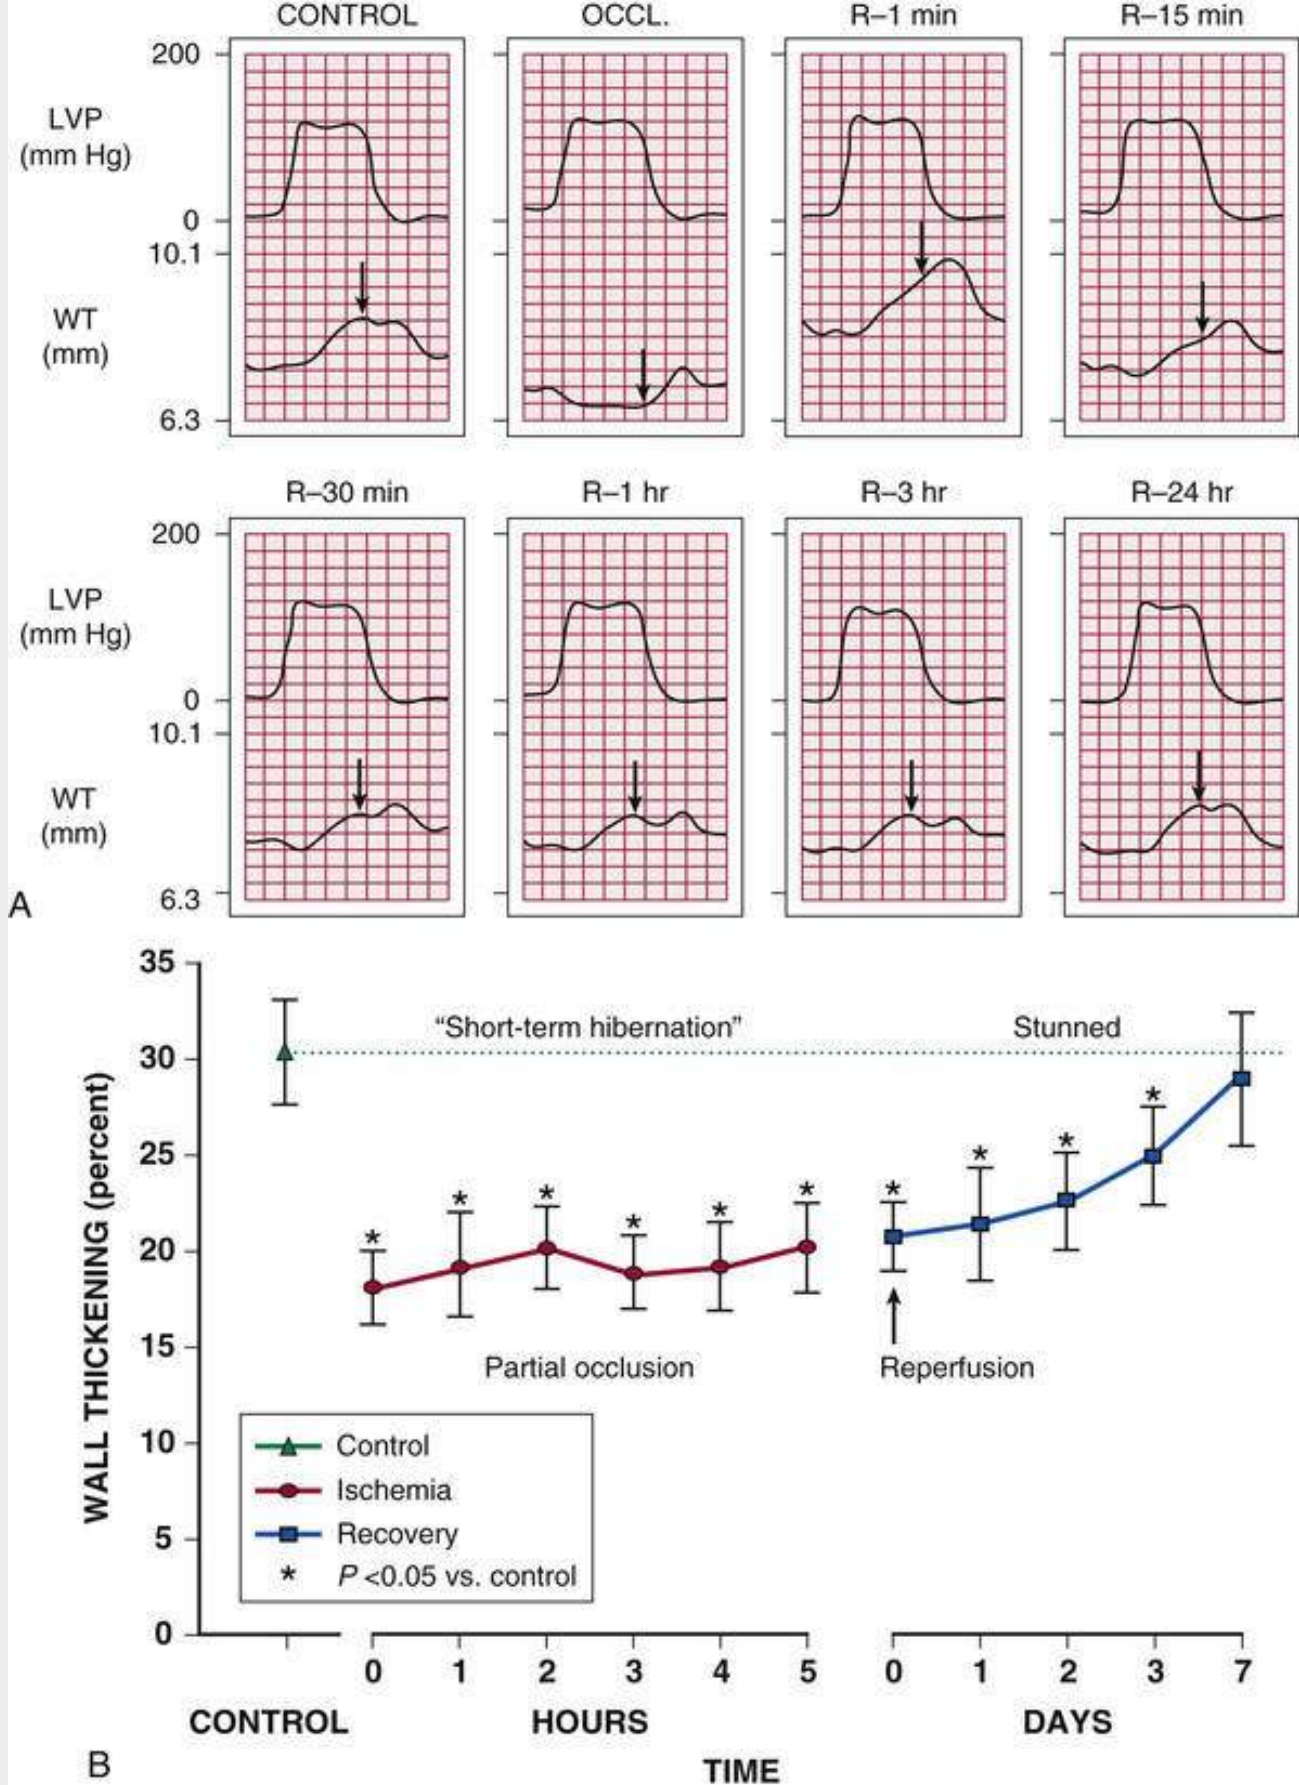 CONTROL OCCL. R–1 min R–15 min
200
LVP
(mm Hg)
0
10.1
WT
(mm)
6.3
R–30 min R–1 hr R–3 hr R–24 hr
200
LVP
(mm Hg)
0
10.1
WT
(mm)
6.3
A
35
30
25
20
15
10
5
0
WALL THICKENING (percent)
“Short-term hibernation” Stunned
* * * * * * * * * * 
Partial occlusion Reperfusion
Control
Ischemia
Recovery
* P <0.05 vs. control
0 1 2 3 4 5 0 1 2 3 7
CONTROL HOURS DAYS
B TIME